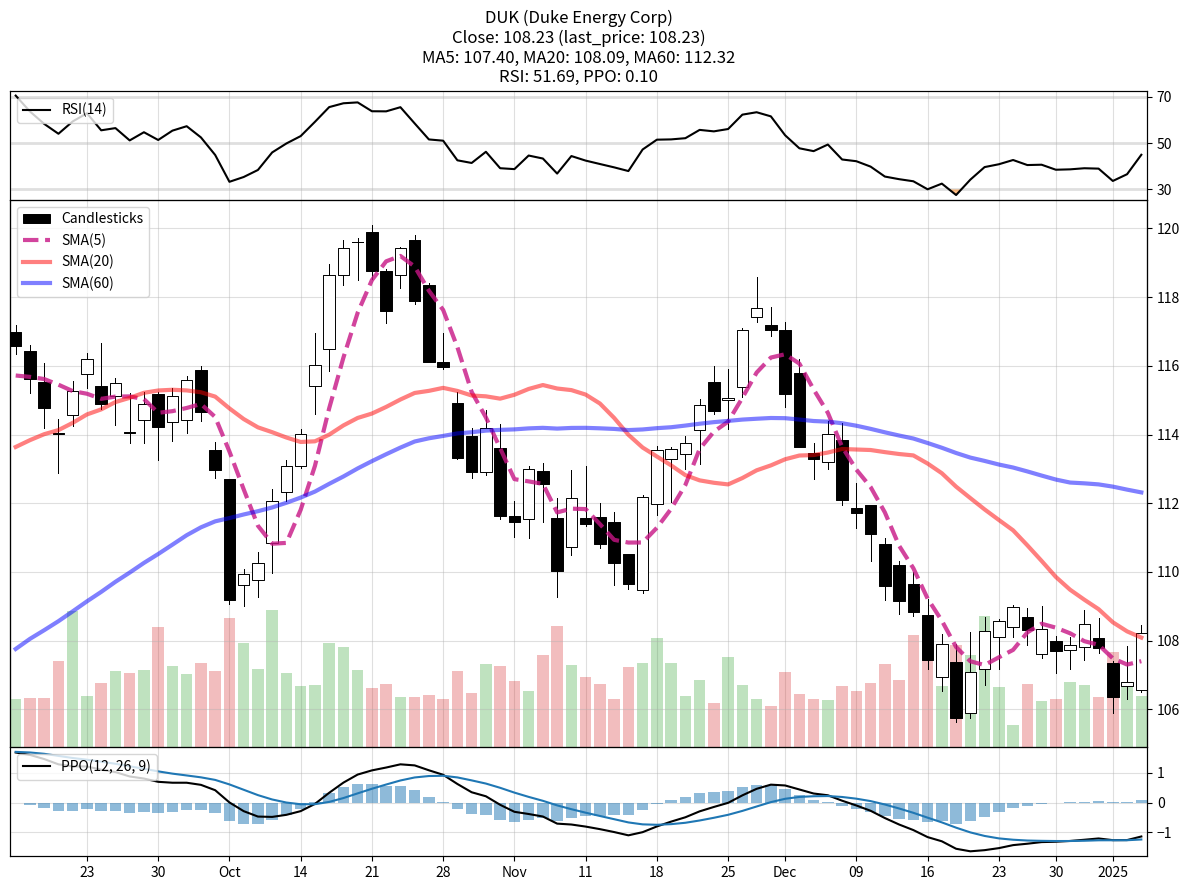 DUK (Duke Energy Corp)
Close: 108.23 (last_price: 108.23)
MA5: 107.40, MA20: 108.09, MA60: 112.32
RSI: 51.69, PPO: 0.10
RSI(14)
70
50
30
Candlesticks
SMA(5)
SMA(20)
SMA(60)
120
118
116
114
112
110
108
106
PPO(12, 26, 9)
1
0
−1
23 30 Oct 14 21 28 Nov 11 18 25 Dec 09 16 23 30 2025